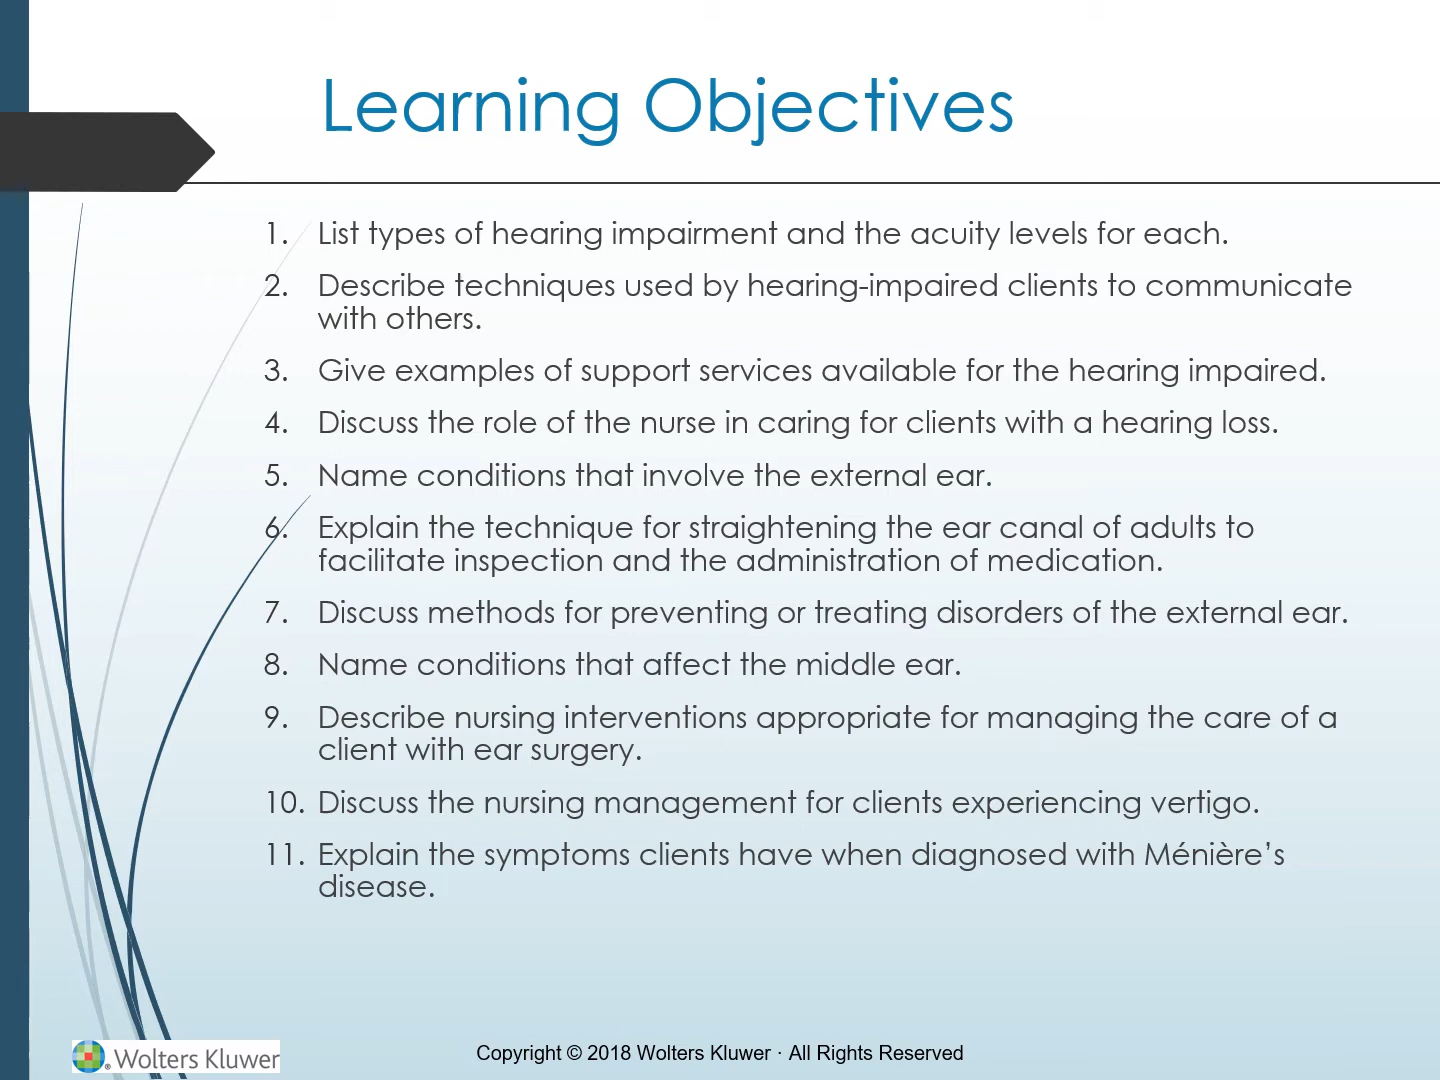 Learning Objectives
1. List types of hearing impairment and the acuity levels for each.
2. Describe techniques used by hearing-impaired clients to communicate
with others.
3. Give examples of support services available for the hearing impaired.
4. Discuss the role of the nurse in caring for clients with a hearing loss.
5. Name conditions that involve the external ear.
6. Explain the technique for straightening the ear canal of adults to
facilitate inspection and the administration of medication.
7. Discuss methods for preventing or treating disorders of the external ear.
8. Name conditions that affect the middle ear.
9. Describe nursing interventions appropriate for managing the care of a
client with ear surgery.
10. Discuss the nursing management for clients experiencing vertigo.
11. Explain the symptoms clients have when diagnosed with Ménière’s
disease.
Wolters Kluwer
Copyright © 2018 Wolters Kluwer · All Rights Reserved